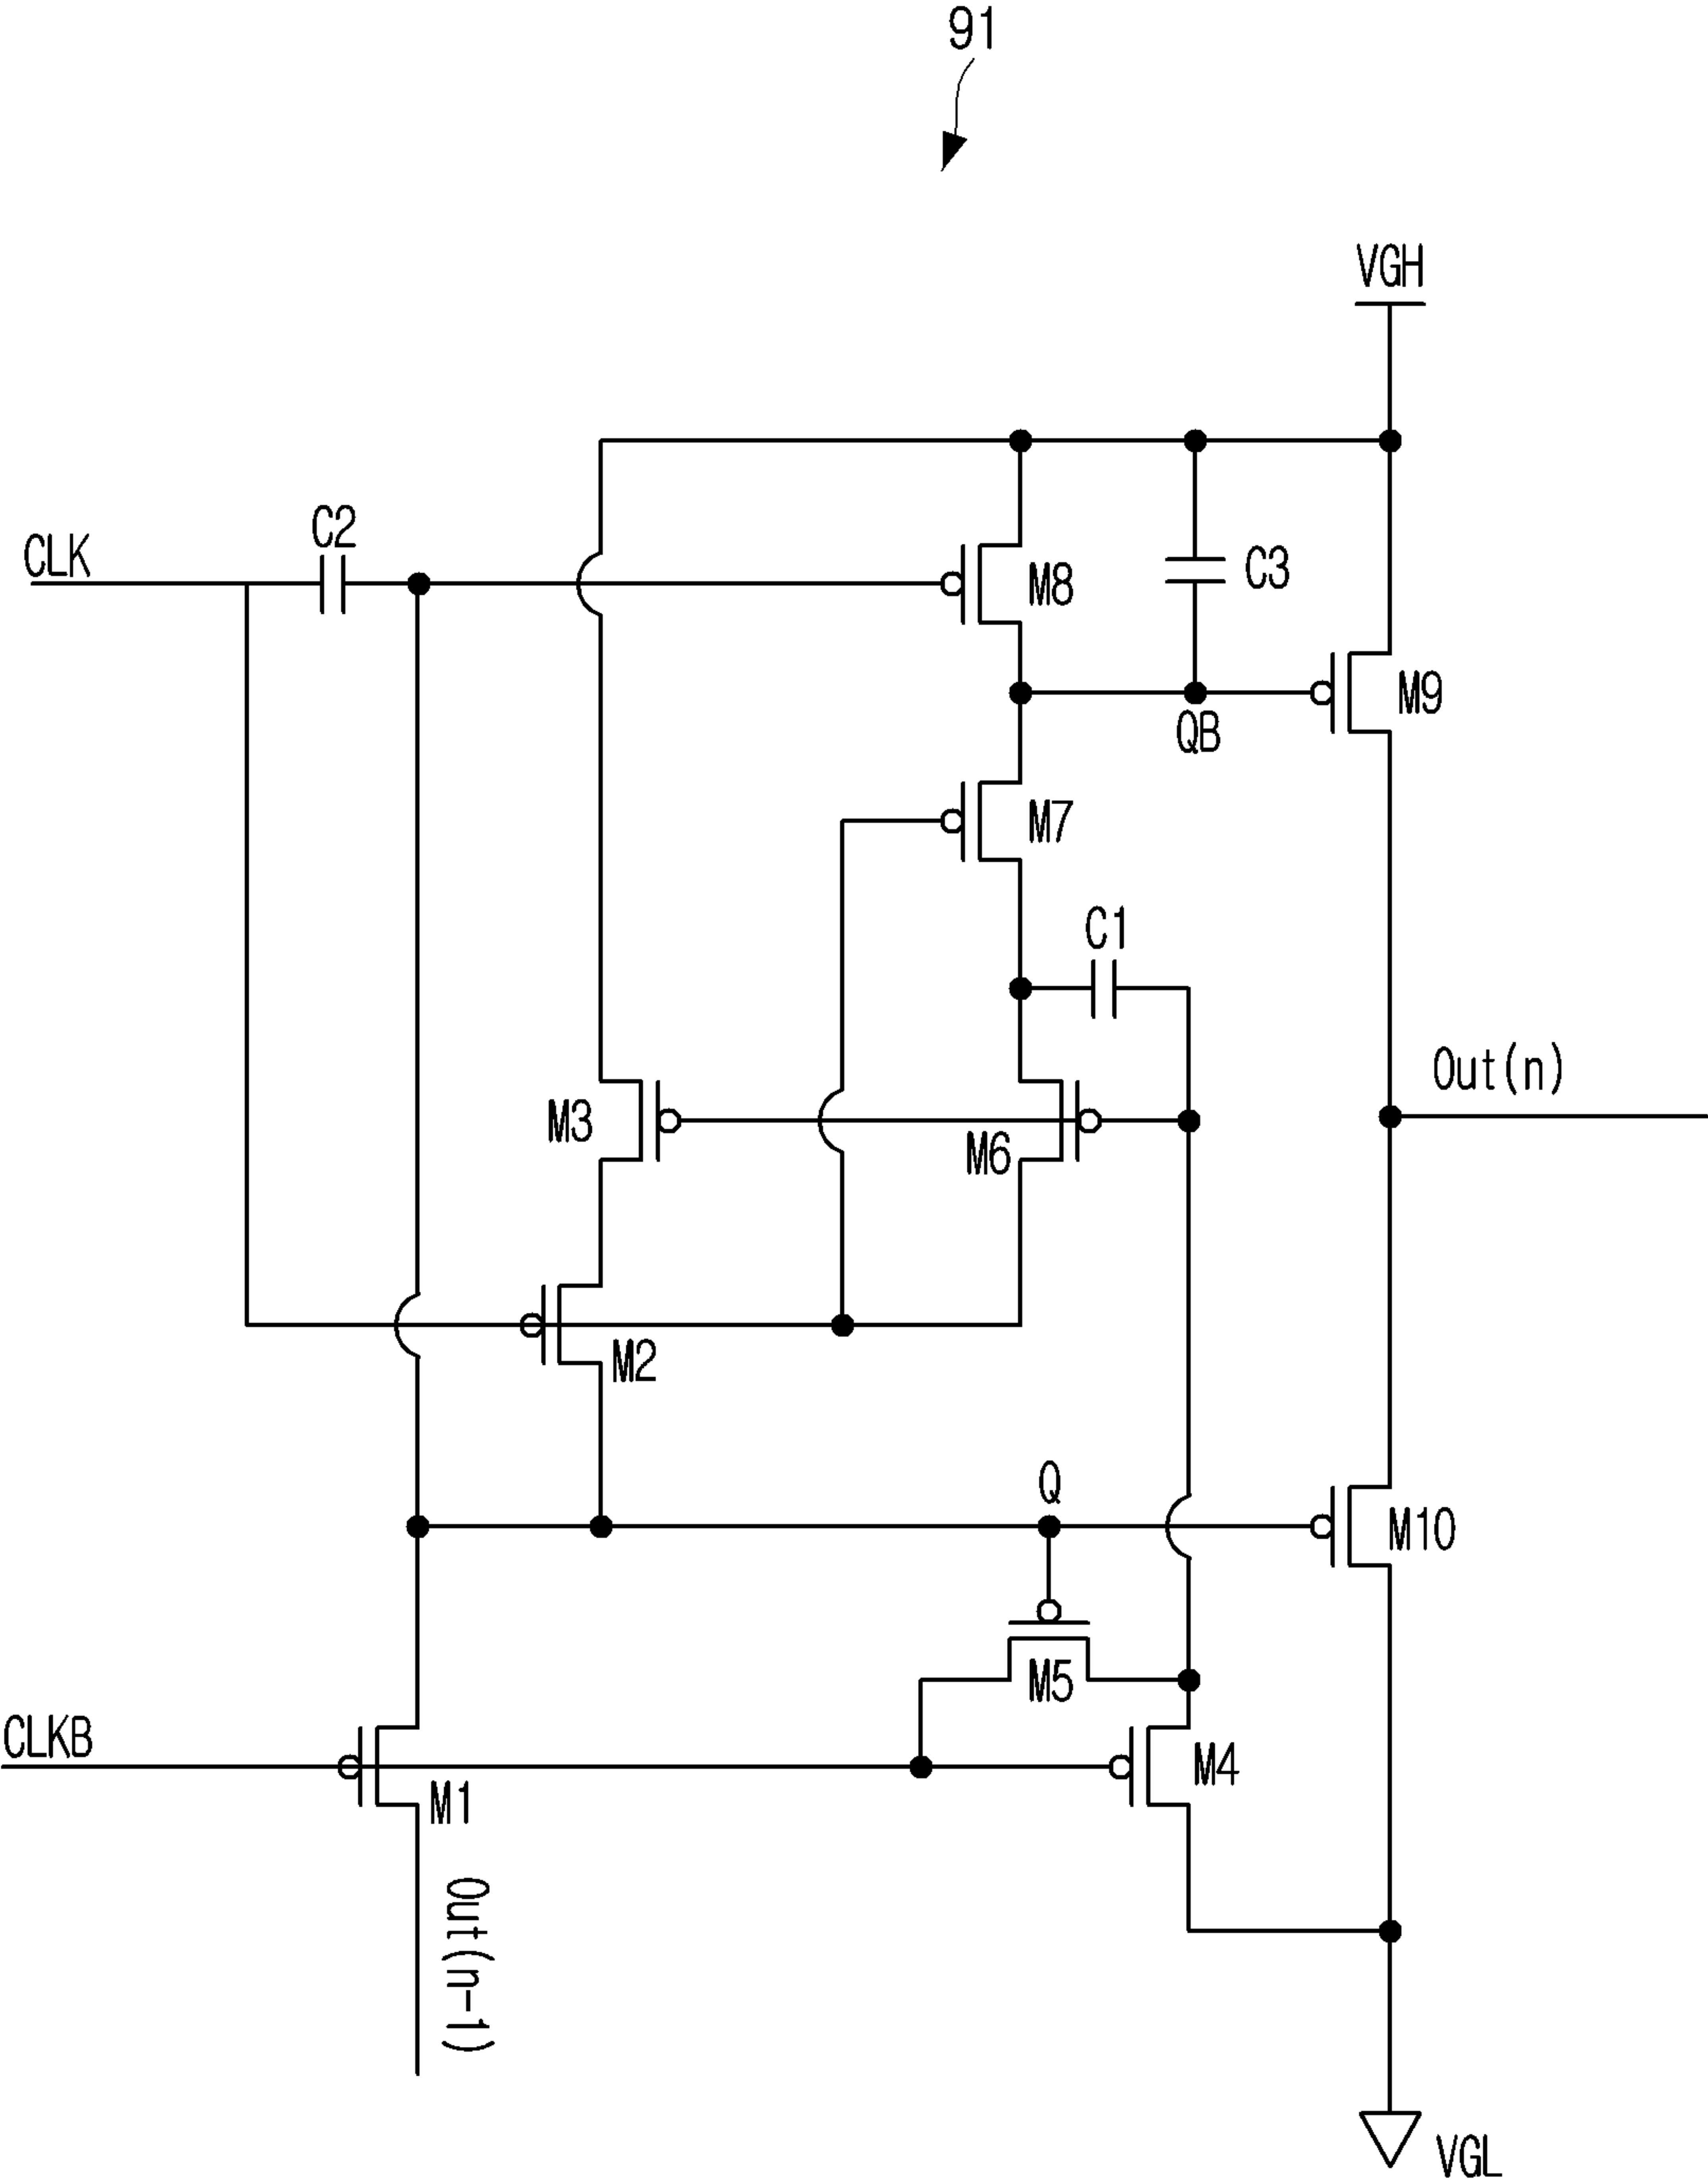 91
VGH
C2
CLK
M8
C3
M9
QB
M7
C1
Out(n)
M3
M6
M2
Q
M10
M5
CLKB
M4
M1
Out(n-1)
VGL